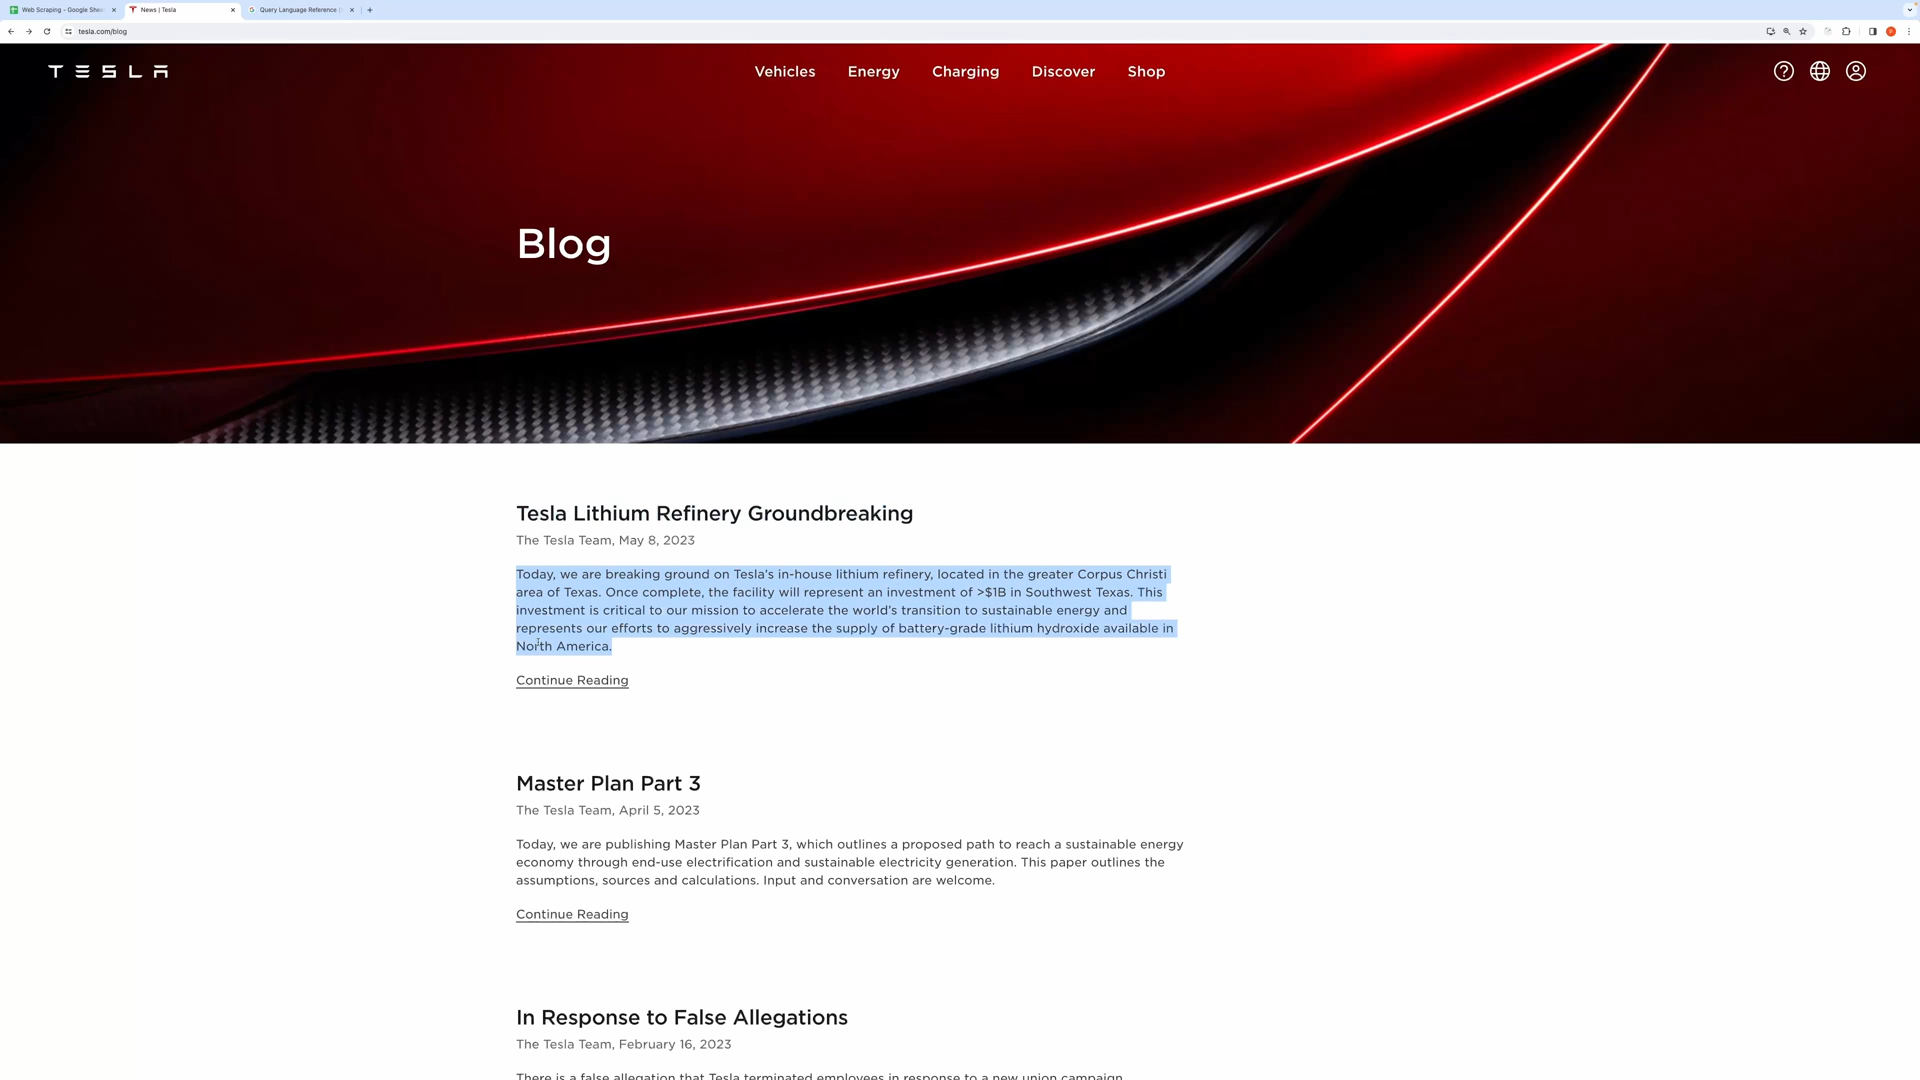 Web Scraping - Google Shee
News | Tesla
Query Language Reference (
tesla.com/blog
TESLA
Vehicles Energy Charging Discover Shop
Blog
Tesla Lithium Refinery Groundbreaking
The Tesla Team, May 8, 2023
Today, we are breaking ground on Tesla’s in-house lithium refinery, located in the greater Corpus Christi
area of Texas. Once complete, the facility will represent an investment of >$1B in Southwest Texas. This
investment is critical to our mission to accelerate the world’s transition to sustainable energy and
represents our efforts to aggressively increase the supply of battery-grade lithium hydroxide available in
North America.
Continue Reading
Master Plan Part 3
The Tesla Team, April 5, 2023
Today, we are publishing Master Plan Part 3, which outlines a proposed path to reach a sustainable energy
economy through end-use electrification and sustainable electricity generation. This paper outlines the
assumptions, sources and calculations. Input and conversation are welcome.
Continue Reading
In Response to False Allegations
The Tesla Team, February 16, 2023
There is a false allegation that Tesla terminated employees in response to a new union campaign.